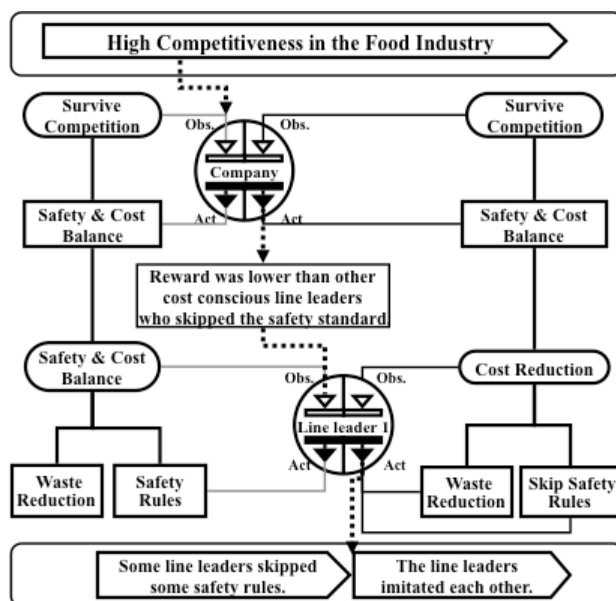 High Competitiveness in the Food Industry
Survive
Competition
Obs.
Obs.
Survive
Competition
Company
Safety & Cost
Balance
Act
Act
Safety & Cost
Balance
Reward was lower than other
cost conscious line leaders
who skipped the safety standard.
Safety & Cost
Balance
Obs.
Obs.
Cost Reduction
Line leader 1
Act
Act
Waste
Reduction
Safety
Rules
Waste
Reduction
Skip Safety
Rules
Some line leaders skipped
some safety rules.
The line leaders
imitated each other.